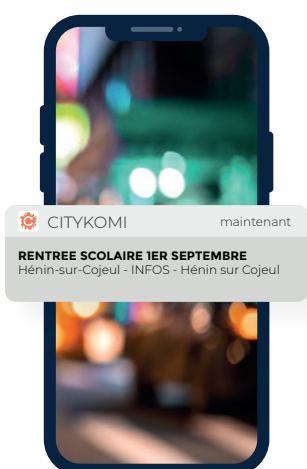 CITYKOMI maintenant
RENTREE SCOLAIRE 1ER SEPTEMBRE
Hénin-sur-Cojeul - INFOS - Hénin sur Cojeul